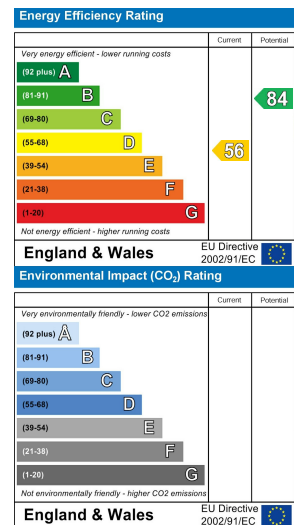 Energy Efficiency Rating
Current Potential
Very energy efficient - lower running costs
(92 plus) A
(81-91) B
84
(69-80) C
(55-68) D
56
(39-54) E
(21-38) F
(1-20) G
Not energy efficient - higher running costs
England & Wales
EU Directive
2002/91/EC
Environmental Impact (CO₂) Rating
Current Potential
Very environmentally friendly - lower CO2 emissions
(92 plus) A
(81-91) B
(69-80) C
(55-68) D
(39-54) E
(21-38) F
(1-20) G
Not environmentally friendly - higher CO2 emissions
England & Wales
EU Directive
2002/91/EC